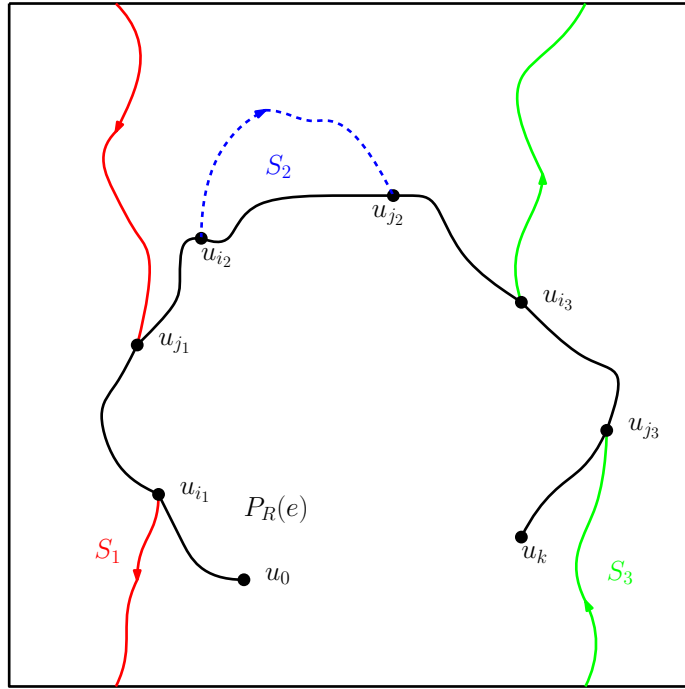 S_2
u_{j_2}
u_{i_2}
u_{i_3}
u_{j_1}
u_{j_3}
u_{i_1}
P_R(e)
S_1
u_k
u_0
S_3